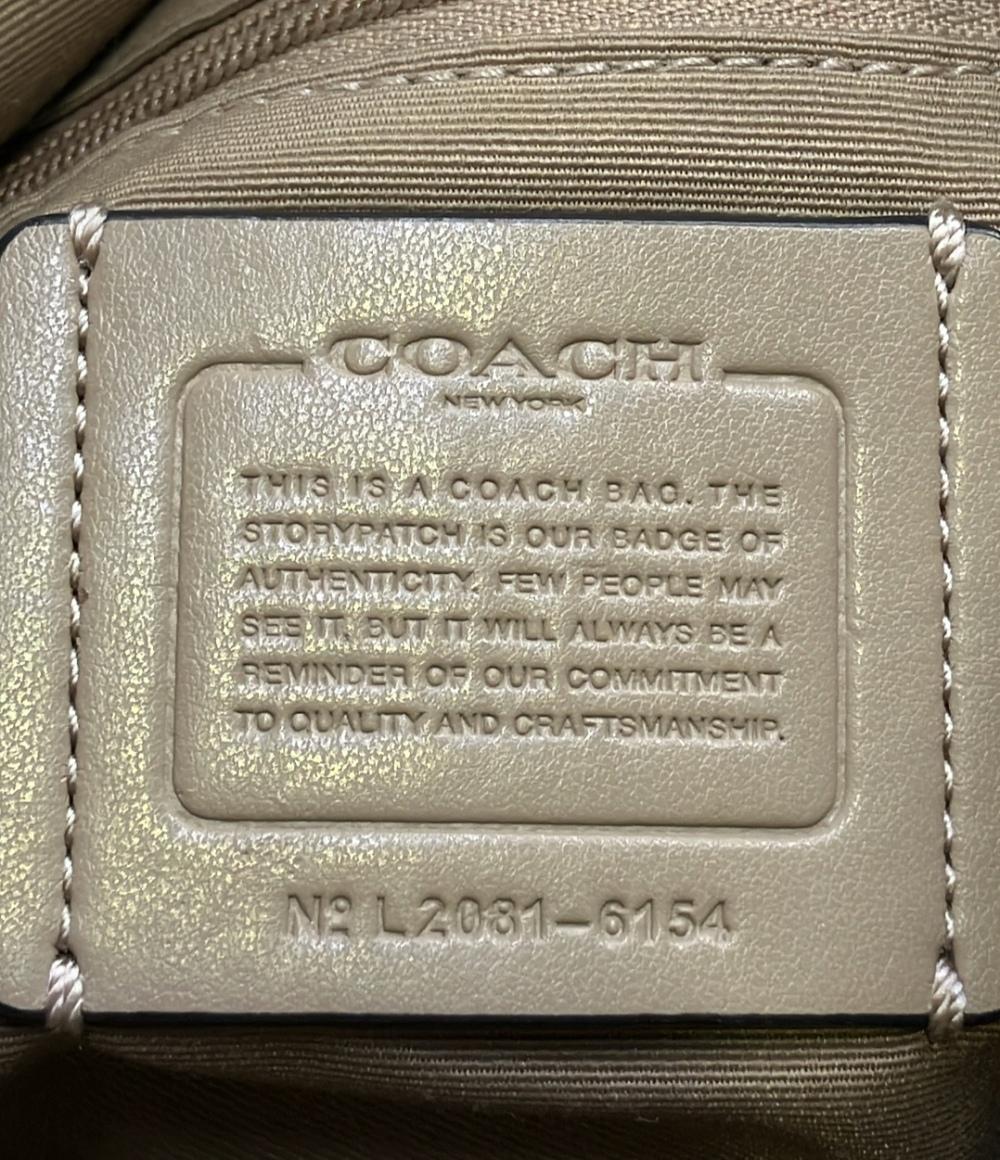 COACH
NEW YORK
THIS IS A COACH BAG. THE
STORYPATCH IS OUR BADGE OF
AUTHENTICITY. FEW PEOPLE MAY
SEE IT, BUT IT WILL ALWAYS BE A
REMINDER OF OUR COMMITMENT
TO QUALITY AND CRAFTSMANSHIP.
Nº L2081-6154